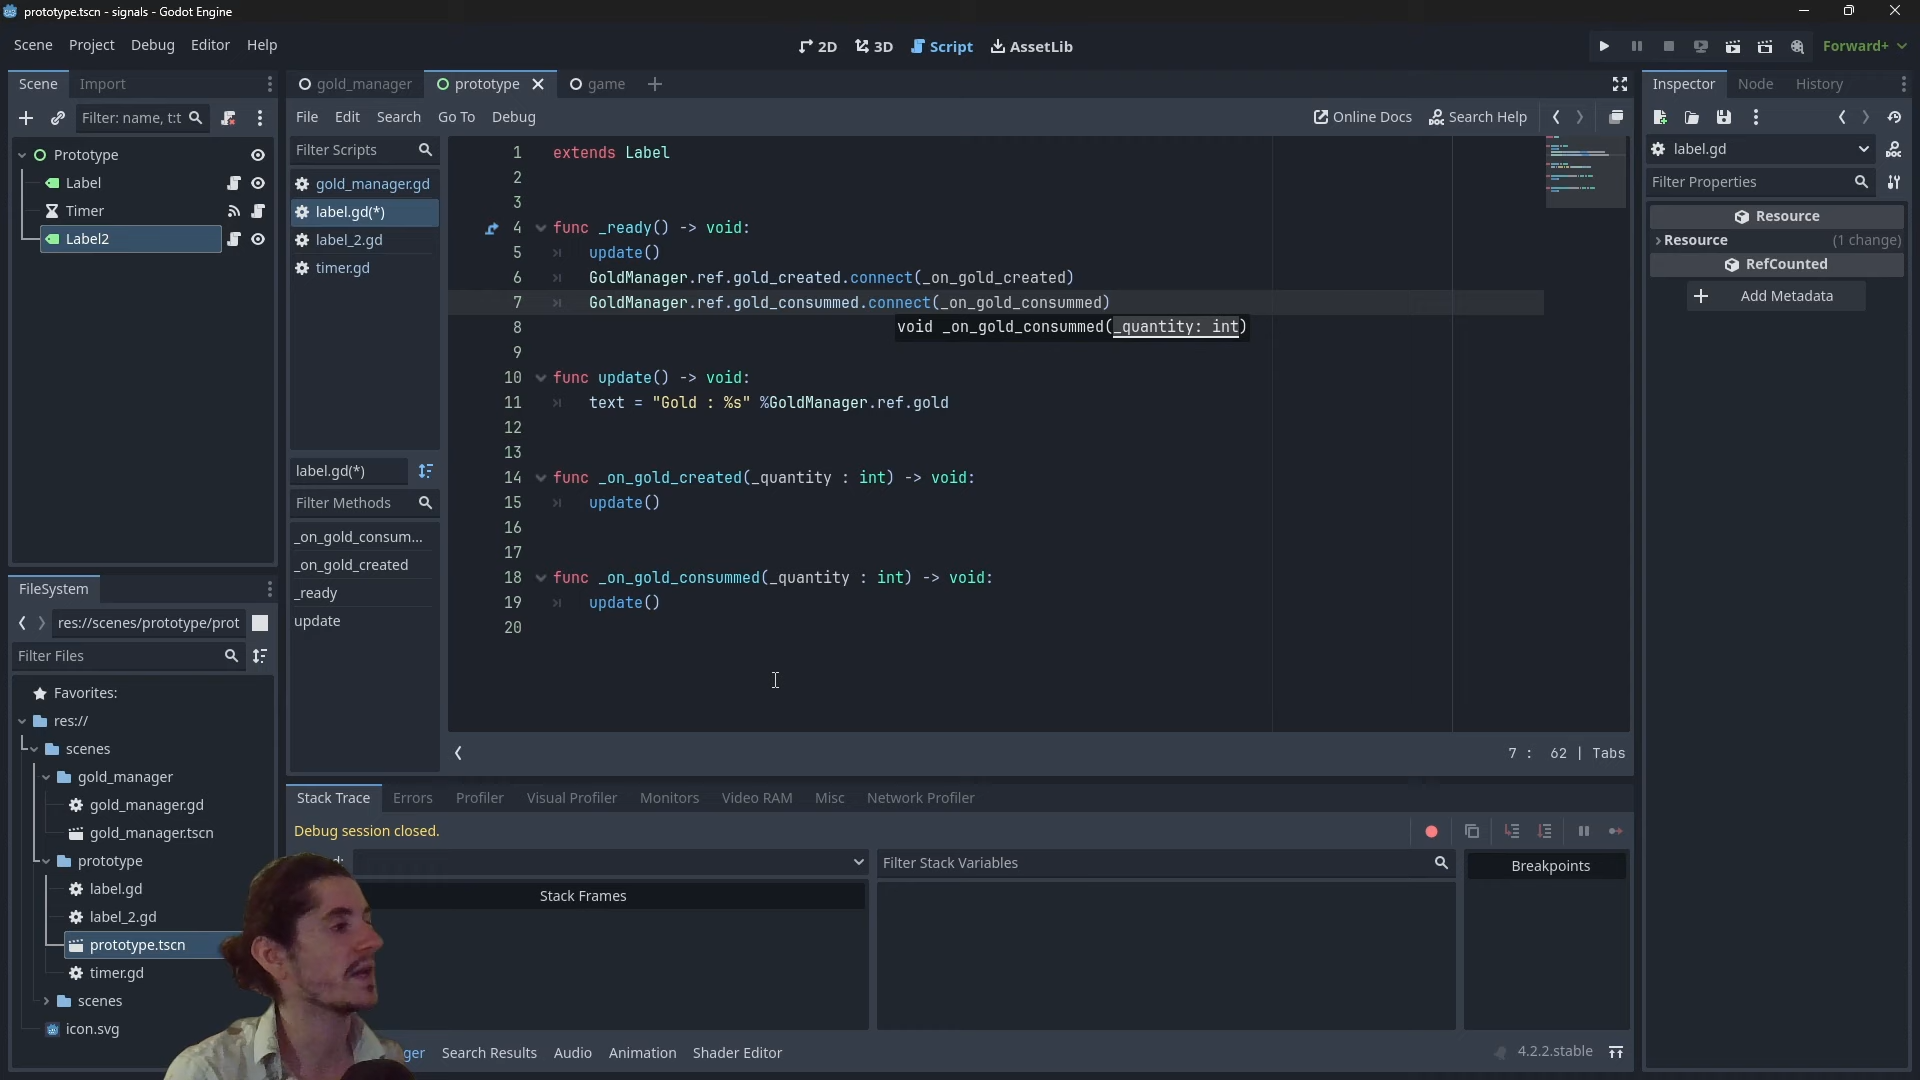 prototype.tscn - signals - Godot Engine
Scene Project Debug Editor Help
2D 3D Script AssetLib
Forward+
Scene Import
Filter: name, t:t
Prototype
Label
Timer
Label2
FileSystem
res://scenes/prototype/prot
Filter Files
Favorites:
res://
scenes
gold_manager
gold_manager.gd
gold_manager.tscn
prototype
label.gd
label_2.gd
prototype.tscn
timer.gd
scenes
icon.svg
gold_manager prototype game
File Edit Search Go To Debug
Online Docs Search Help
Filter Scripts
gold_manager.gd
label.gd(*)
label_2.gd
timer.gd
label.gd(*)
Filter Methods
_on_gold_consum...
_on_gold_created
_ready
update
1 extends Label
2
3
4 func _ready() -> void:
5 update()
6 GoldManager.ref.gold_created.connect(_on_gold_created)
7 GoldManager.ref.gold_consummed.connect(_on_gold_consummed)
8 void _on_gold_consummed(_quantity: int)
9
10 func update() -> void:
11 text = "Gold : %s" %GoldManager.ref.gold
12
13
14 func _on_gold_created(_quantity : int) -> void:
15 update()
16
17
18 func _on_gold_consummed(_quantity : int) -> void:
19 update()
20
7 : 62 | Tabs
Stack Trace Errors Profiler Visual Profiler Monitors Video RAM Misc Network Profiler
Debug session closed.
Filter Stack Variables
Breakpoints
Stack Frames
Search Results Audio Animation Shader Editor
4.2.2.stable
Inspector Node History
label.gd
Filter Properties
Resource
Resource (1 change)
RefCounted
Add Metadata